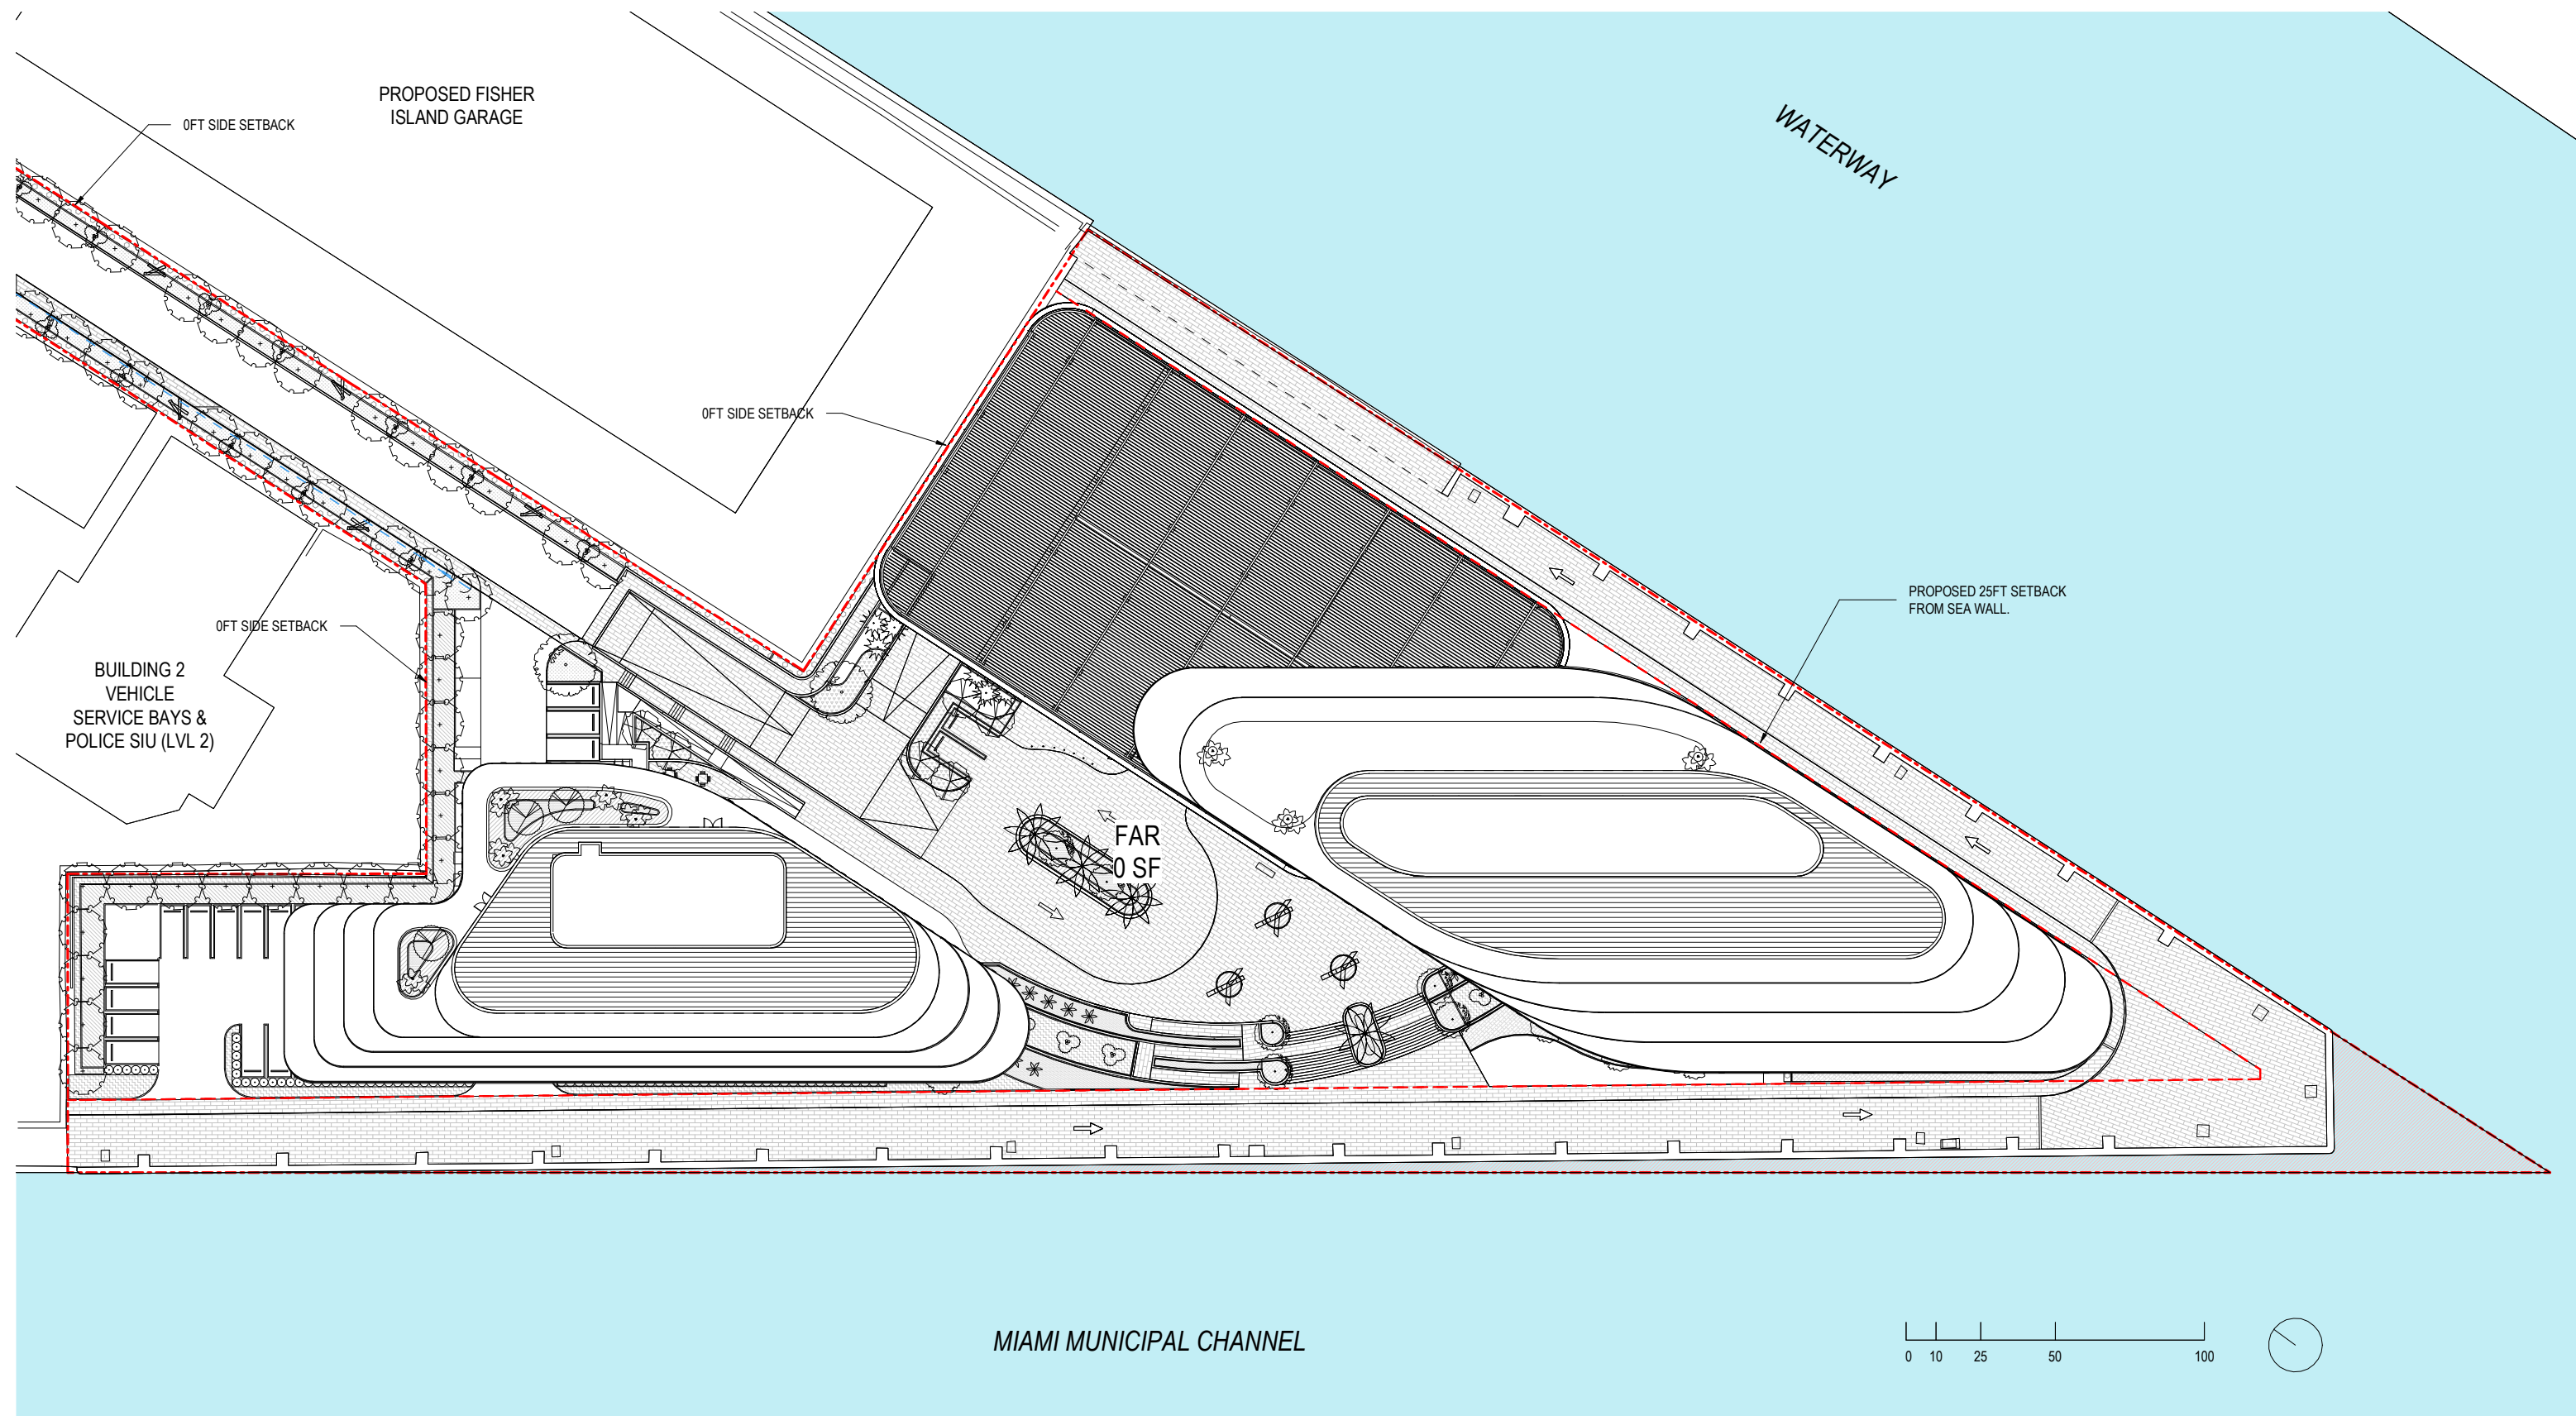 PROPOSED FISHER
ISLAND GARAGE
0FT SIDE SETBACK
WATERWAY
0FT SIDE SETBACK
PROPOSED 25FT SETBACK
FROM SEA WALL.
0FT SIDE SETBACK
BUILDING 2
VEHICLE
SERVICE BAYS &
POLICE SIU (LVL 2)
FAR
0 SF
MIAMI MUNICIPAL CHANNEL
0 10 25 50 100